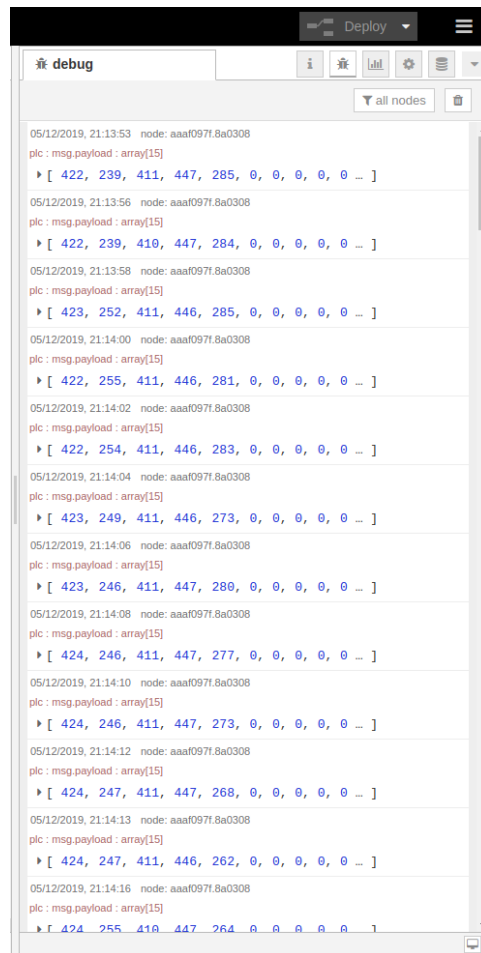 Deploy
debug
i
all nodes
05/12/2019, 21:13:53 node: aaaf097f.8a0308
plc : msg.payload : array[15]
[ 422, 239, 411, 447, 285, 0, 0, 0, 0, 0 … ]
05/12/2019, 21:13:56 node: aaaf097f.8a0308
plc : msg.payload : array[15]
[ 422, 239, 410, 447, 284, 0, 0, 0, 0, 0 … ]
05/12/2019, 21:13:58 node: aaaf097f.8a0308
plc : msg.payload : array[15]
[ 423, 252, 411, 446, 285, 0, 0, 0, 0, 0 … ]
05/12/2019, 21:14:00 node: aaaf097f.8a0308
plc : msg.payload : array[15]
[ 422, 255, 411, 446, 281, 0, 0, 0, 0, 0 … ]
05/12/2019, 21:14:02 node: aaaf097f.8a0308
plc : msg.payload : array[15]
[ 422, 254, 411, 446, 283, 0, 0, 0, 0, 0 … ]
05/12/2019, 21:14:04 node: aaaf097f.8a0308
plc : msg.payload : array[15]
[ 423, 249, 411, 446, 273, 0, 0, 0, 0, 0 … ]
05/12/2019, 21:14:06 node: aaaf097f.8a0308
plc : msg.payload : array[15]
[ 423, 246, 411, 447, 280, 0, 0, 0, 0, 0 … ]
05/12/2019, 21:14:08 node: aaaf097f.8a0308
plc : msg.payload : array[15]
[ 424, 246, 411, 447, 277, 0, 0, 0, 0, 0 … ]
05/12/2019, 21:14:10 node: aaaf097f.8a0308
plc : msg.payload : array[15]
[ 424, 246, 411, 447, 273, 0, 0, 0, 0, 0 … ]
05/12/2019, 21:14:12 node: aaaf097f.8a0308
plc : msg.payload : array[15]
[ 424, 247, 411, 447, 268, 0, 0, 0, 0, 0 … ]
05/12/2019, 21:14:13 node: aaaf097f.8a0308
plc : msg.payload : array[15]
[ 424, 247, 411, 446, 262, 0, 0, 0, 0, 0 … ]
05/12/2019, 21:14:16 node: aaaf097f.8a0308
plc : msg.payload : array[15]
[ 424, 255, 410, 447, 264, 0, 0, 0, 0, 0 … ]